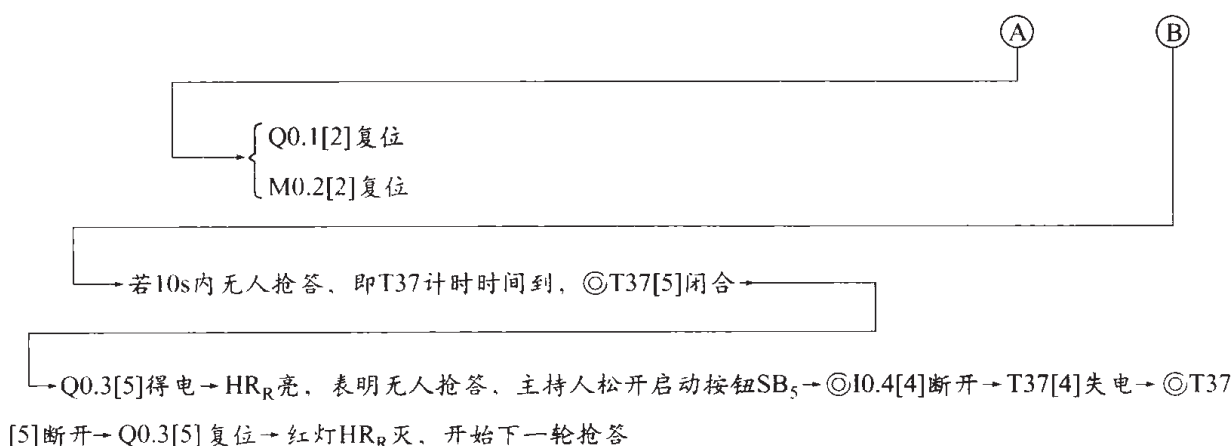 A B
Q0.1[2]复位
M0.2[2]复位
若10s内无人抢答、即T37计时时间到，◎T37[5]闭合
Q0.3[5]得电→HR_R亮，表明无人抢答、主持人松开启动按钮SB₅→◎I0.4[4]断开→T37[4]失电→◎T37
[5]断开→Q0.3[5]复位→红灯HR_R灭，开始下一轮抢答